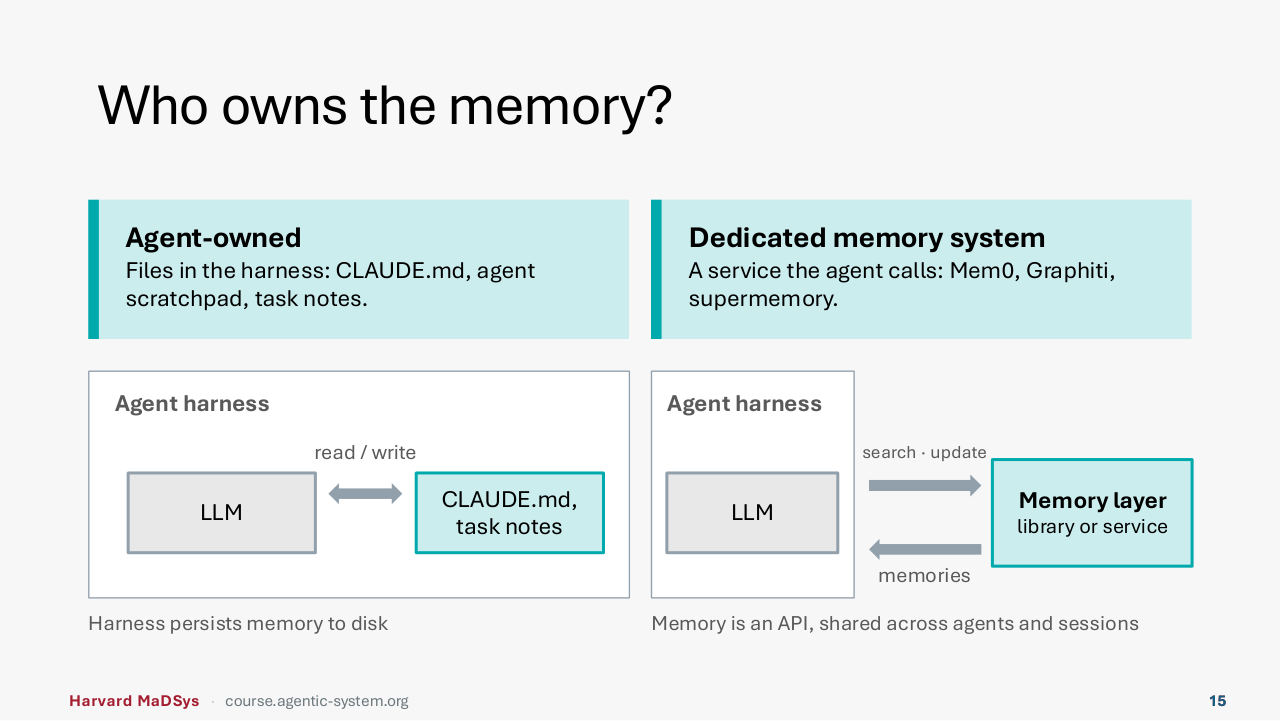 Who owns the memory?
Agent-owned
Files in the harness: CLAUDE.md, agent
scratchpad, task notes.
Dedicated memory system
A service the agent calls: Mem0, Graphiti,
supermemory.
Agent harness
read / write
LLM
CLAUDE.md,
task notes
Harness persists memory to disk
Agent harness
LLM
search · update
memories
Memory layer
library or service
Memory is an API, shared across agents and sessions
Harvard MaDSys · course.agentic-system.org
15